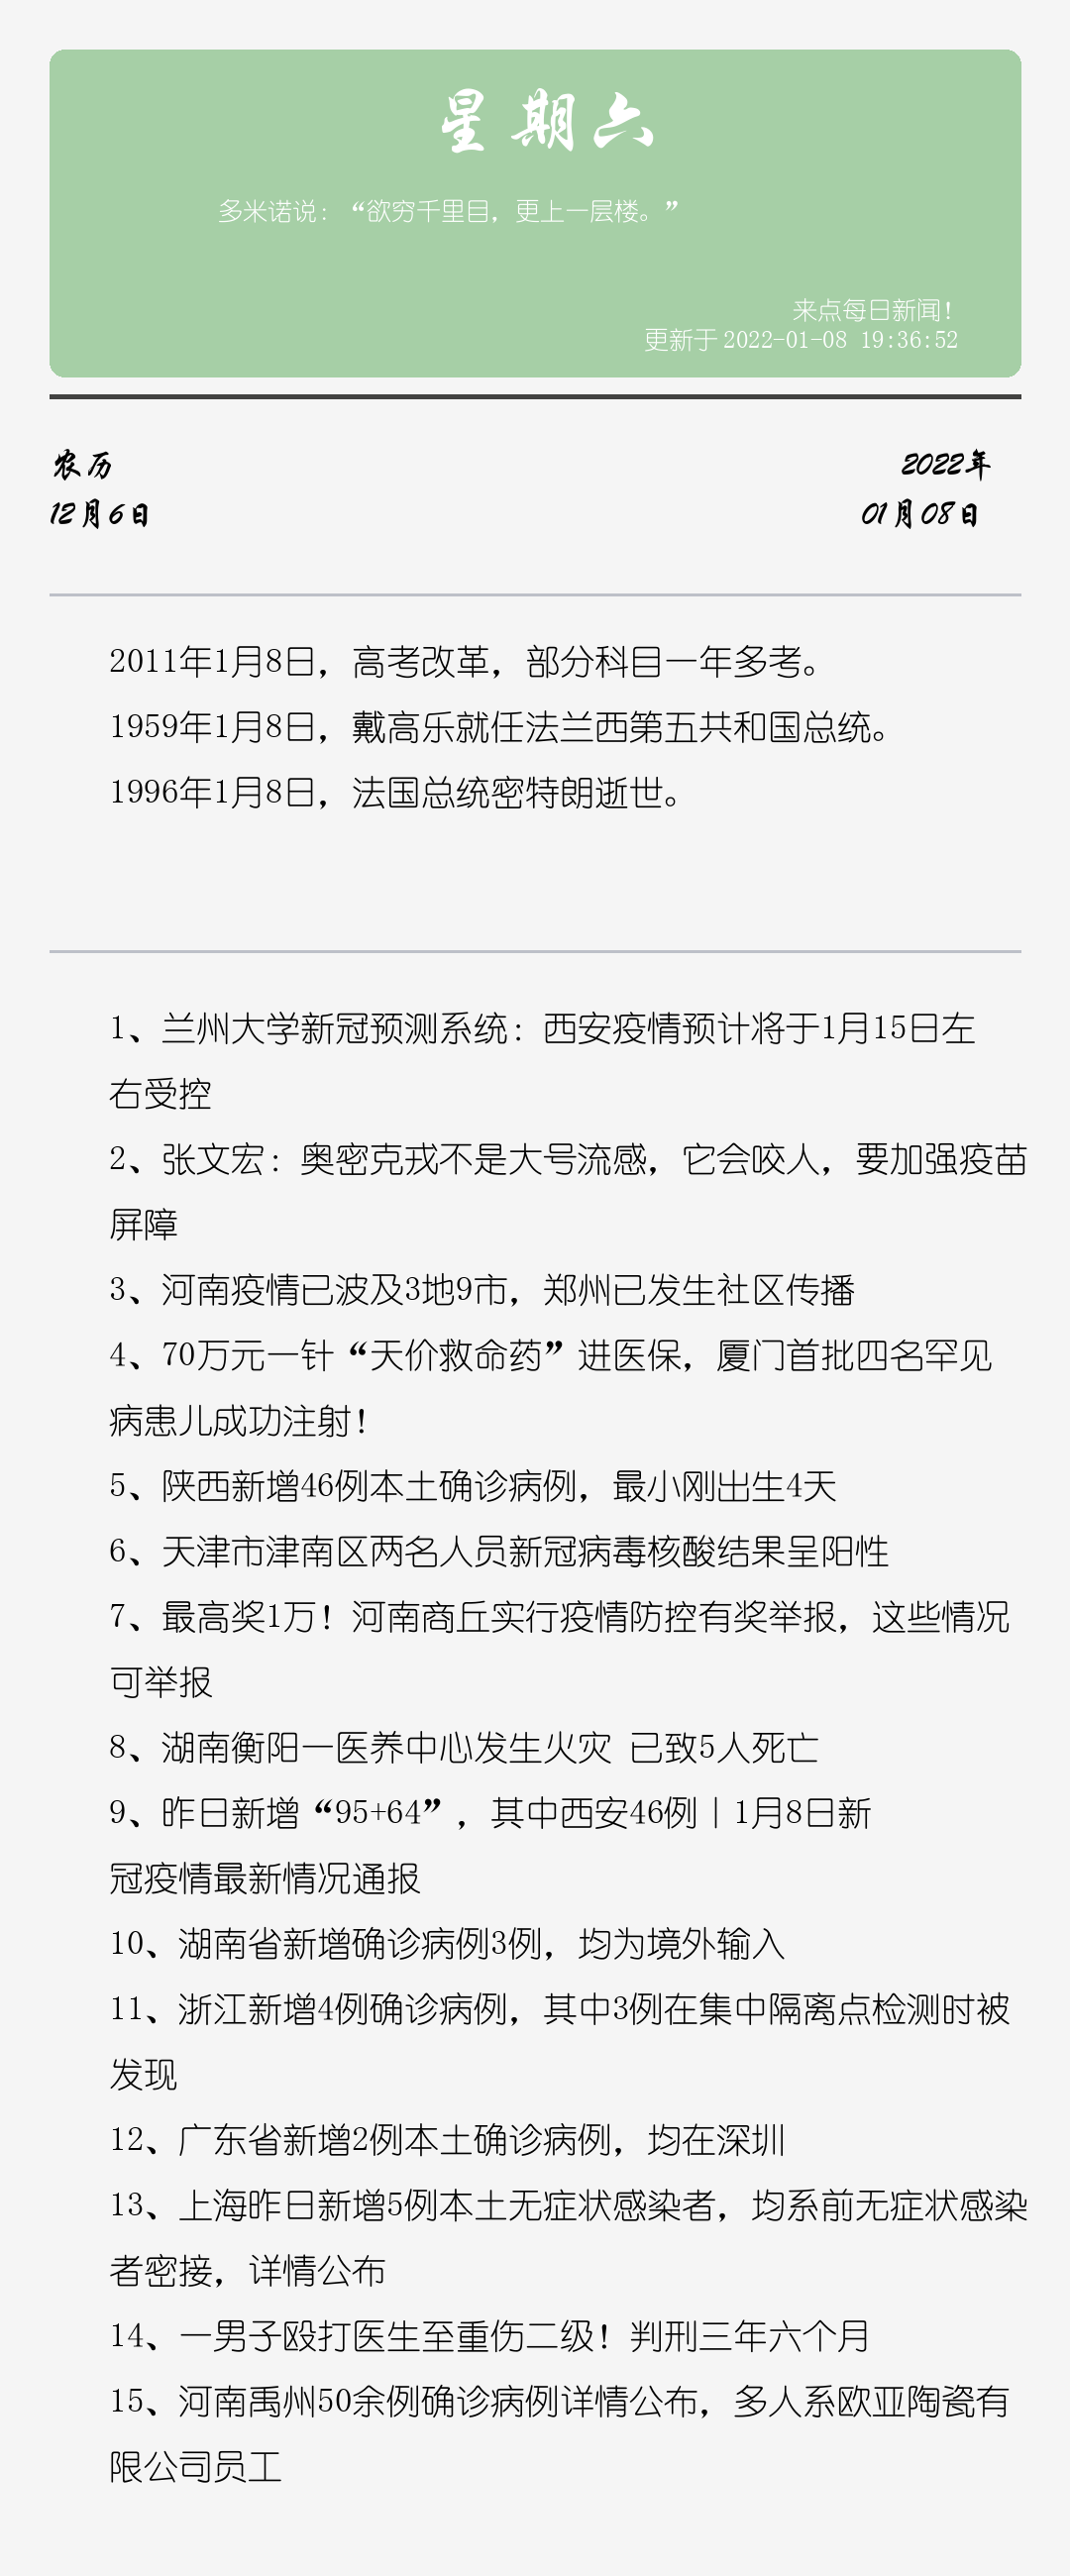 星期六
多米诺说：“欲穷千里目，更上一层楼。”
来点每日新闻！
更新于 2022-01-08 19:36:52
农历
2022年
12月6日
01月08日
2011年1月8日，高考改革，部分科目一年多考。
1959年1月8日，戴高乐就任法兰西第五共和国总统。
1996年1月8日，法国总统密特朗逝世。
1、兰州大学新冠预测系统：西安疫情预计将于1月15日左
右受控
2、张文宏：奥密克戎不是大号流感，它会咬人，要加强疫苗
屏障
3、河南疫情已波及3地9市，郑州已发生社区传播
4、70万元一针“天价救命药”进医保，厦门首批四名罕见
病患儿成功注射！
5、陕西新增46例本土确诊病例，最小刚出生4天
6、天津市津南区两名人员新冠病毒核酸结果呈阳性
7、最高奖1万！河南商丘实行疫情防控有奖举报，这些情况
可举报
8、湖南衡阳一医养中心发生火灾 已致5人死亡
9、昨日新增“95+64”，其中西安46例丨1月8日新
冠疫情最新情况通报
10、湖南省新增确诊病例3例，均为境外输入
11、浙江新增4例确诊病例，其中3例在集中隔离点检测时被
发现
12、广东省新增2例本土确诊病例，均在深圳
13、上海昨日新增5例本土无症状感染者，均系前无症状感染
者密接，详情公布
14、一男子殴打医生至重伤二级！判刑三年六个月
15、河南禹州50余例确诊病例详情公布，多人系欧亚陶瓷有
限公司员工